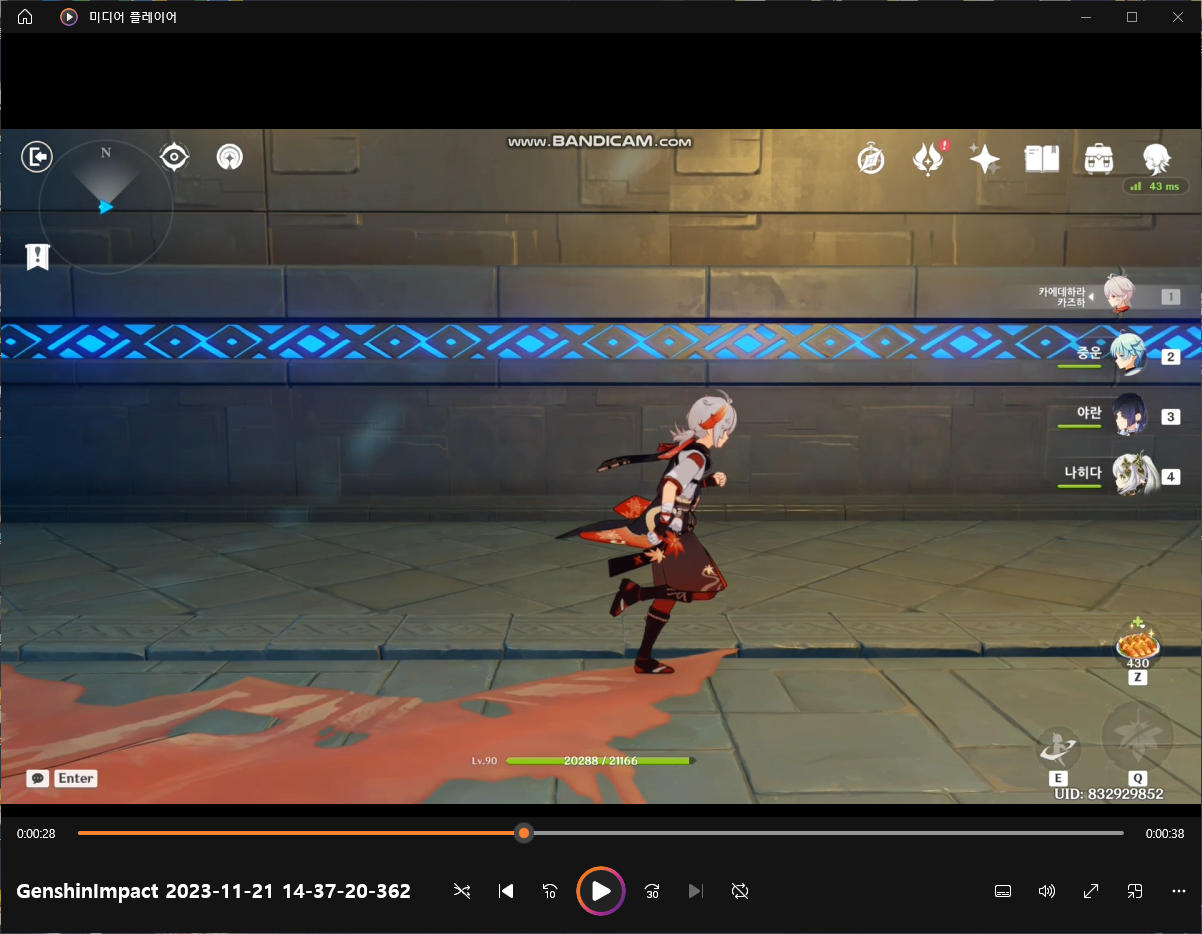 미디어 플레이어
www.BANDICAM.com
N
43 ms
카에데하라
카즈하
1
중운
2
야란
3
나히다
4
430
Z
Lv.90
20288 / 21166
Enter
E
Q
UID: 832929852
0:00:28
0:00:38
GenshinImpact 2023-11-21 14-37-20-362
10
30